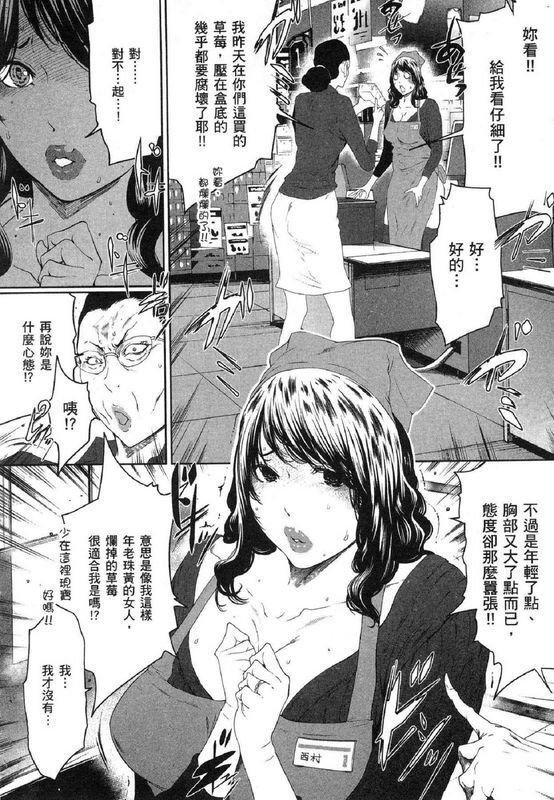 妳看!!
給我看仔細了!!
好…
好的…
我昨天在你們這買的
草莓，壓在盒底的
幾乎都要腐壞了耶!!
妳看…
都爛爛的了!!
對…
對不…起…!
咦!?
再說妳是
什麼心態!?
不過是年輕了點、
胸部又大了點而已，
態度卻那麼囂張!!
意思是像我這樣
年老珠黃的女人，
爛掉的草莓
很適合我是嗎!?
少在這裡現寶
好嗎!!
我…
我才沒有…
西村